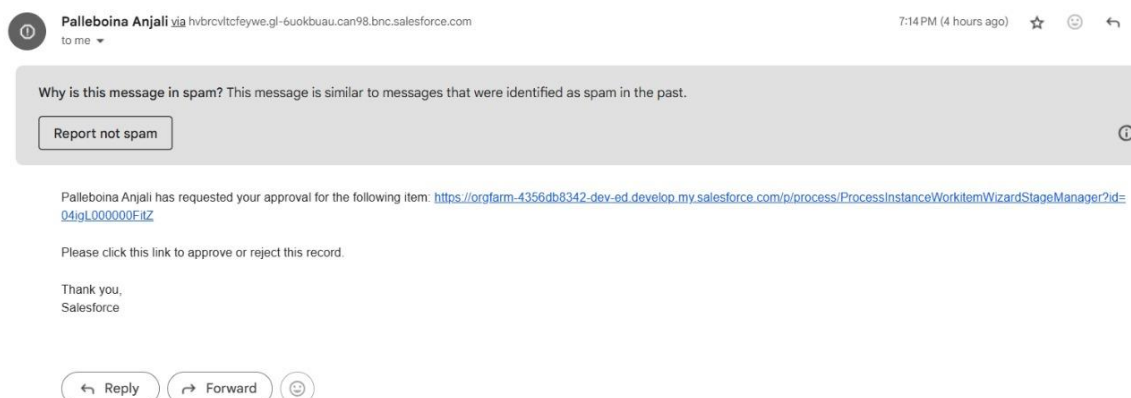 Palleboina Anjali via hvbrcvltcfeywe.gl-6uokbuau.can98.bnc.salesforce.com
7:14 PM (4 hours ago)
to me
Why is this message in spam? This message is similar to messages that were identified as spam in the past.
Report not spam
Palleboina Anjali has requested your approval for the following item: https://orgfarm-4356db8342-dev-ed.develop.my.salesforce.com/p/process/ProcessInstanceWorkitemWizardStageManager?id=
04igL000000FitZ
Please click this link to approve or reject this record.
Thank you,
Salesforce
Reply
Forward